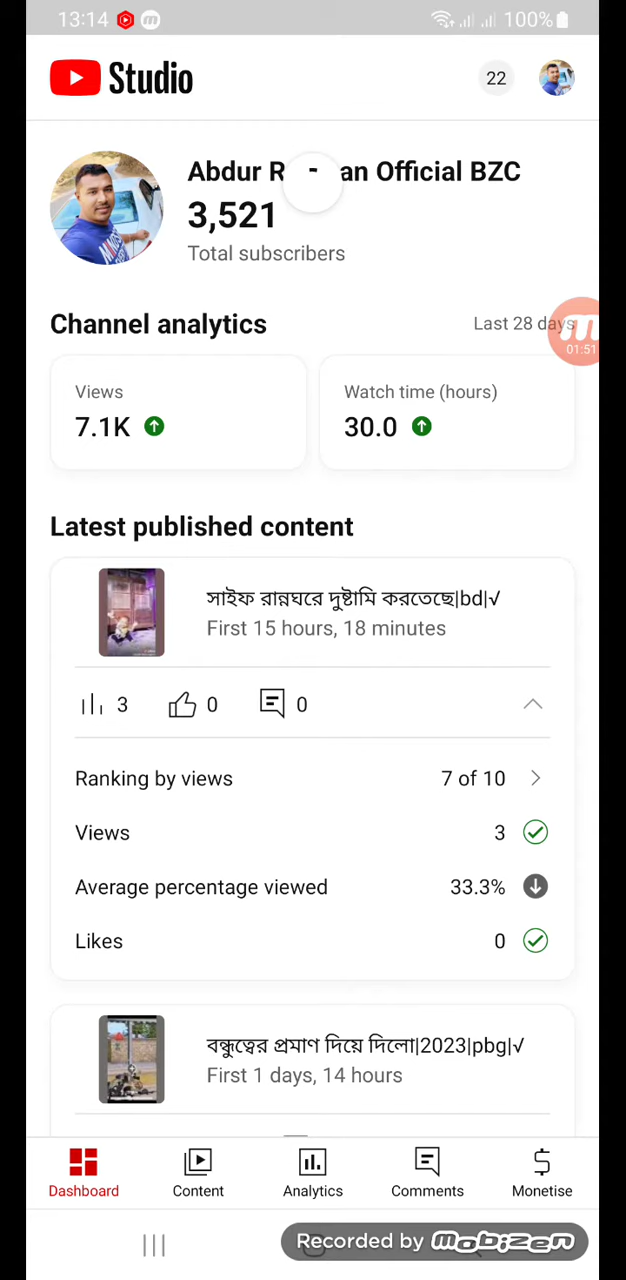 13:14
100%
Studio
22
Abdur R an Official BZC
3,521
Total subscribers
Channel analytics
Last 28 days
01:51
Views
7.1K
Watch time (hours)
30.0
Latest published content
সাইফ রান্নঘরে দুষ্টামি করতেছে|bd|√
First 15 hours, 18 minutes
3
0
0
Ranking by views
7 of 10
Views
3
Average percentage viewed
33.3%
Likes
0
বন্ধুত্বের প্রমাণ দিয়ে দিলো|2023|pbg|√
First 1 days, 14 hours
Dashboard
Content
Analytics
Comments
Monetise
Recorded by mobizen